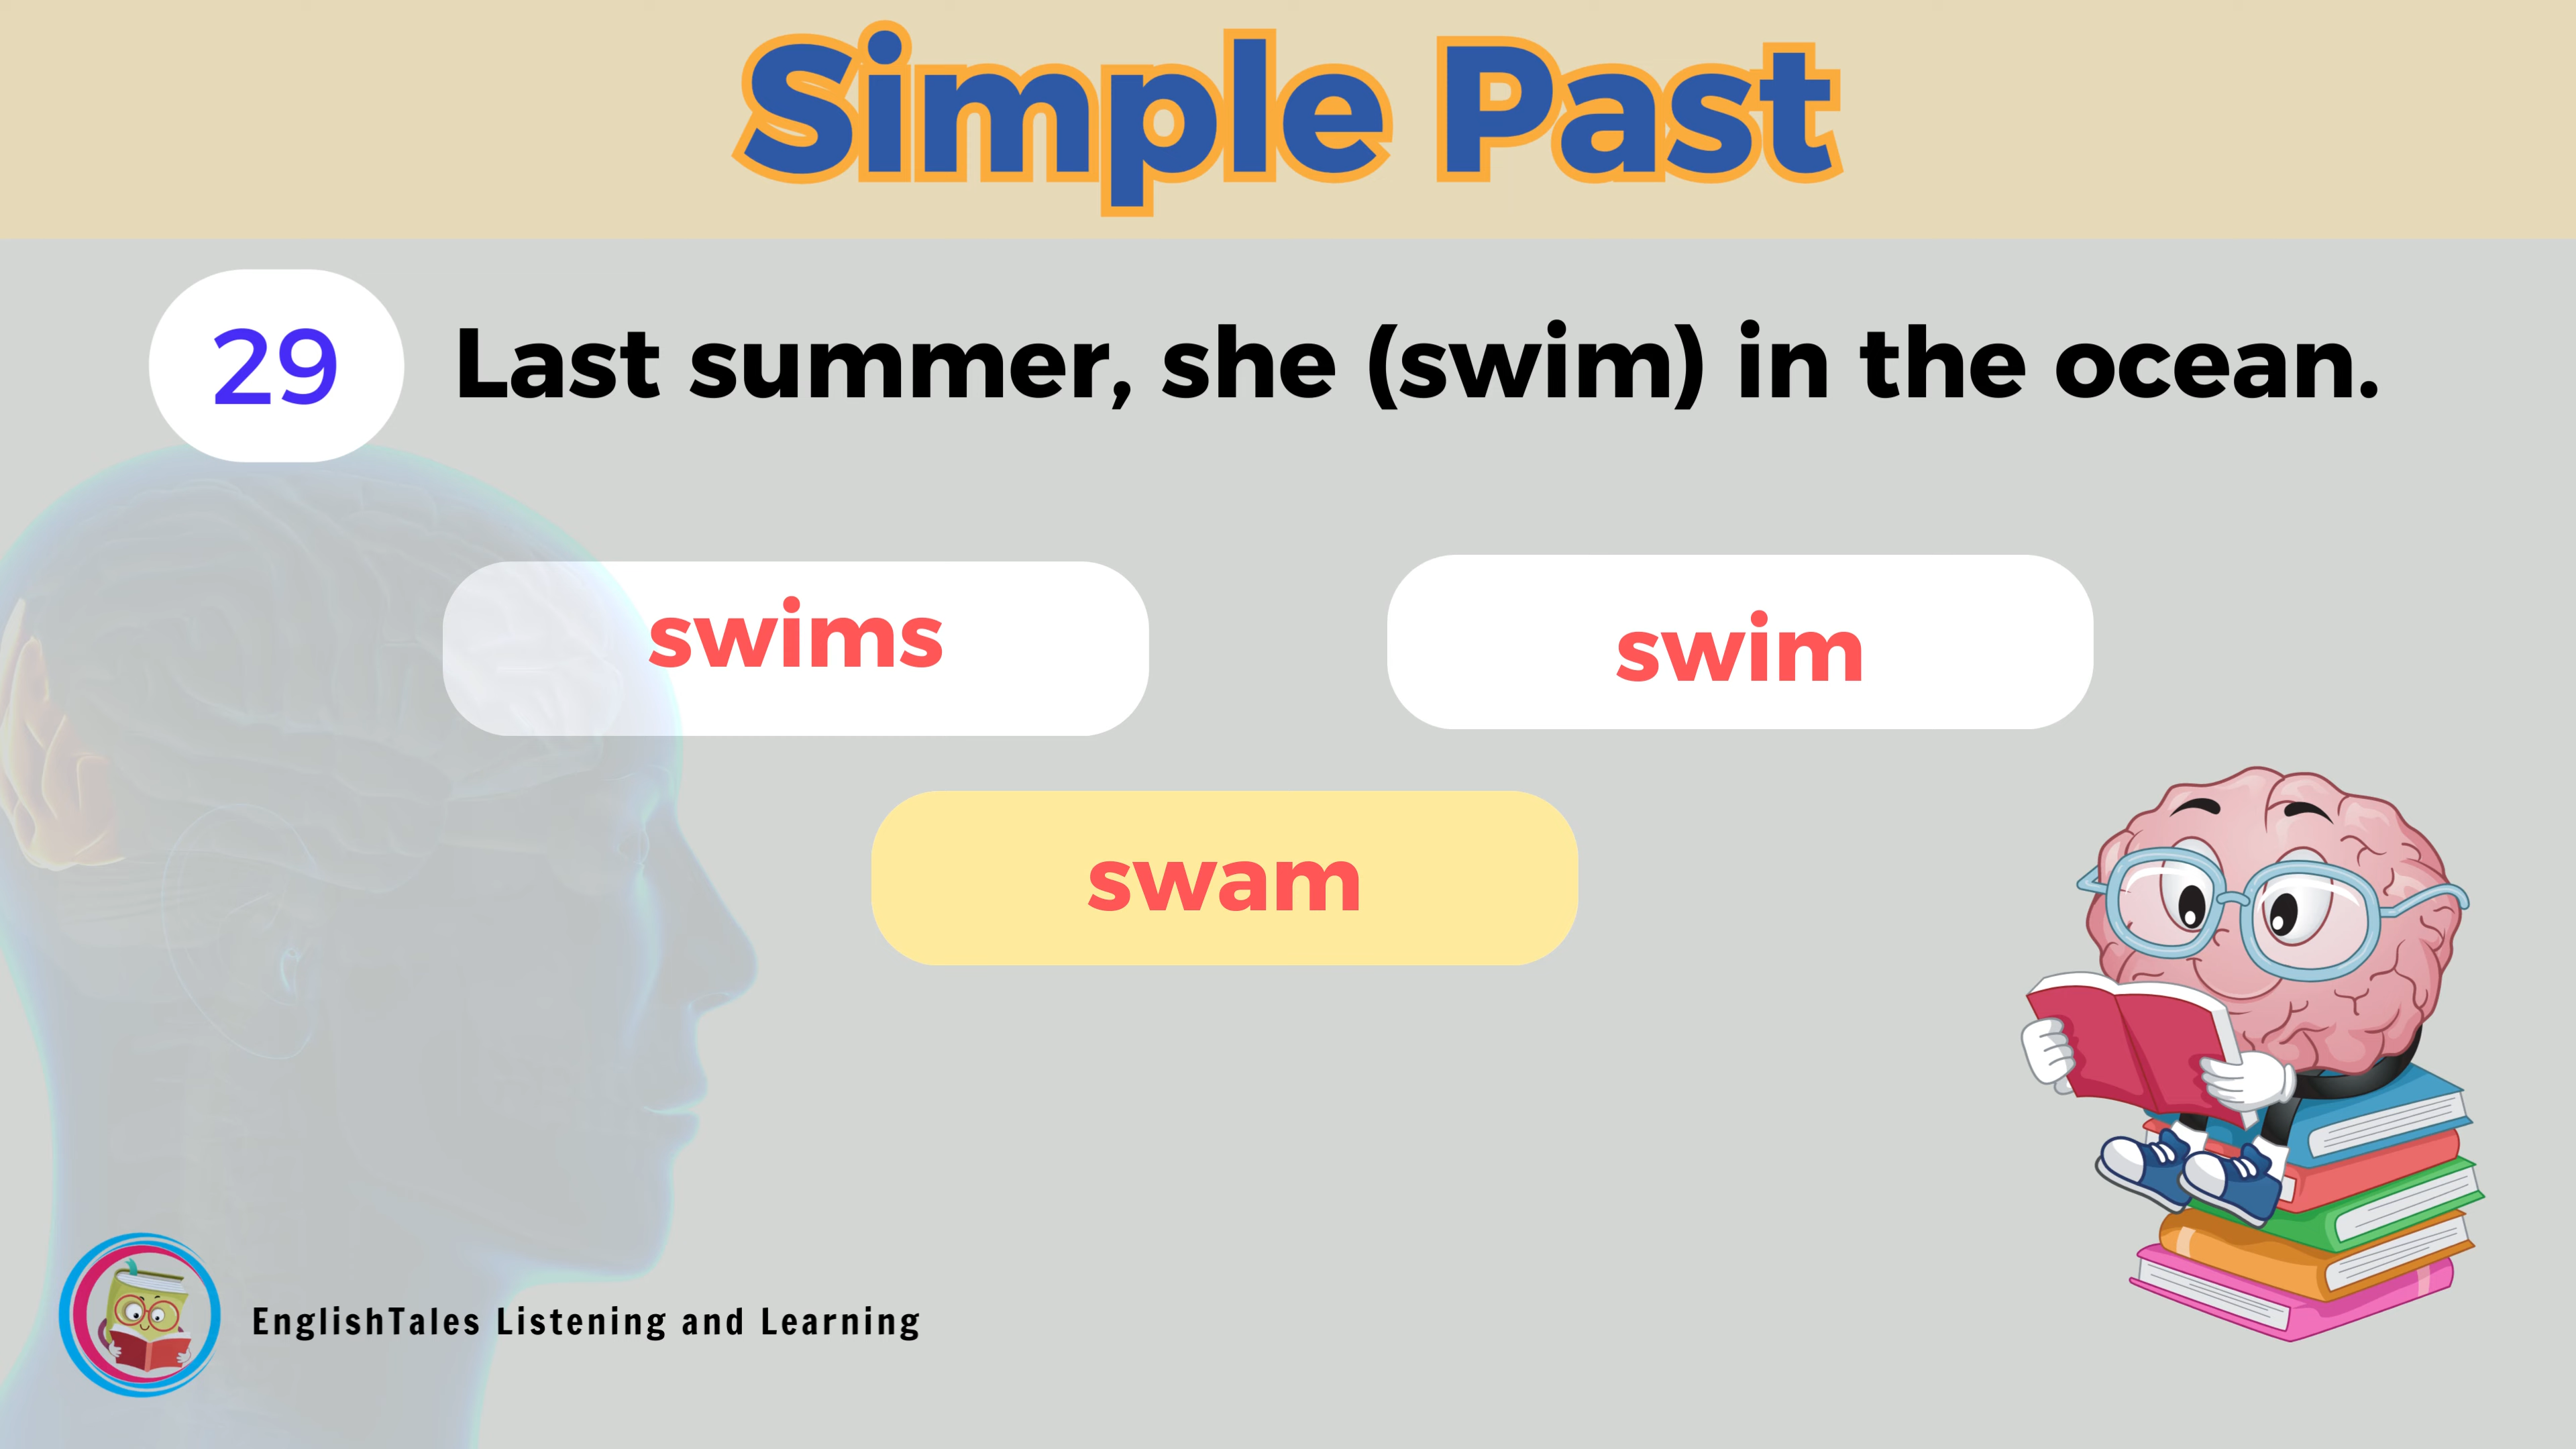 Simple Past
29
Last summer, she (swim) in the ocean.
swims
swim
swam
EnglishTales Listening and Learning